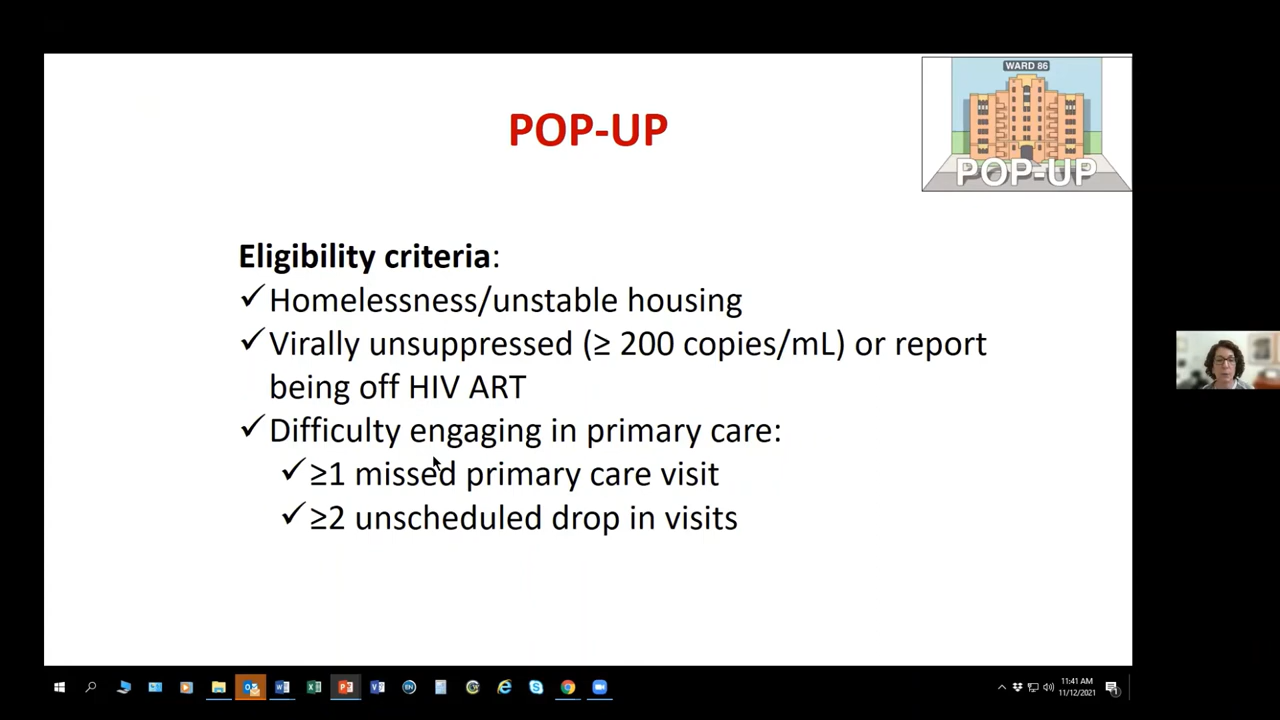 WARD 86
POP-UP
POP-UP
Eligibility criteria:
✓Homelessness/unstable housing
✓Virally unsuppressed (≥ 200 copies/mL) or report
being off HIV ART
✓Difficulty engaging in primary care:
✓≥1 missed primary care visit
✓≥2 unscheduled drop in visits
11:41 AM
11/12/2021